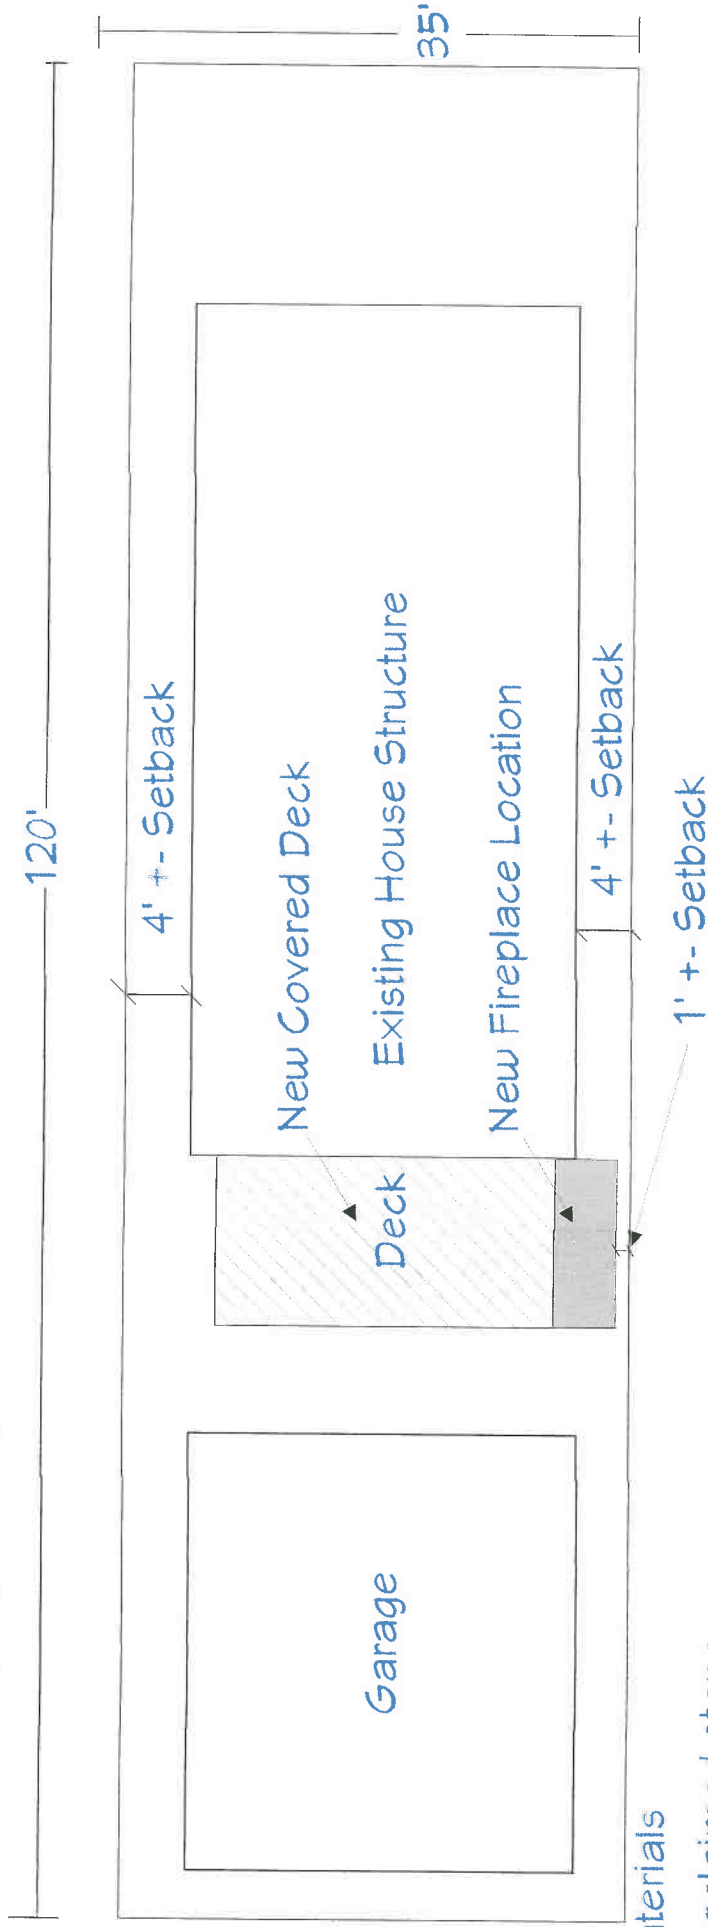 120'
35'
4' +- Setback
New Covered Deck
Existing House Structure
New Fireplace Location
4' +- Setback
1' +- Setback
Deck
Garage